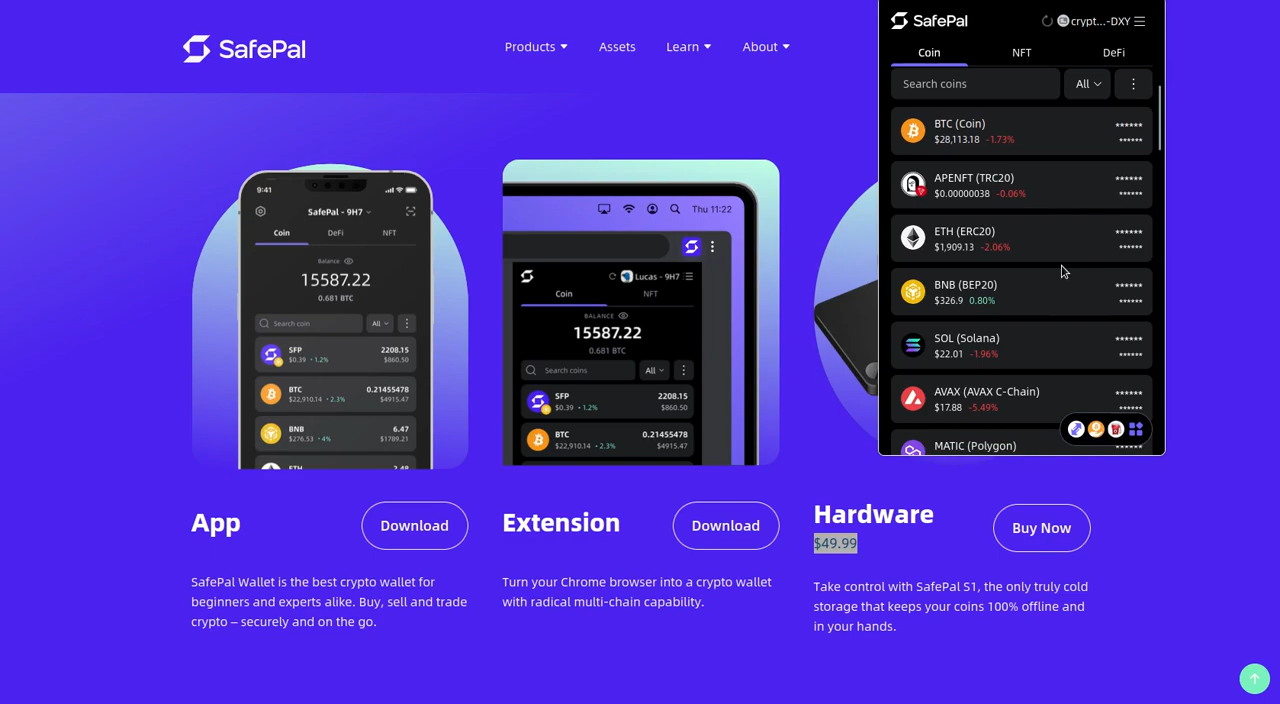 SafePal
Products
Assets
Learn
About
9:41
SafePal - 9H7
Coin
DeFi
NFT
Balance
15587.22
0.681 BTC
Search coin
All
SFP
2208.15
$0.39 • 1.2%
$860.50
BTC
0.21455478
$22,910.14 • 2.3%
$4915.47
BNB
6.47
$276.53 • 4%
$1789.21
Thu 11:22
Lucas - 9H7
Coin
NFT
BALANCE
15587.22
0.681 BTC
Search coins
All
SFP
2208.15
$0.39 • 1.2%
$860.50
BTC
0.21455478
$22,910.14 • 2.3%
$4915.47
SafePal
crypt...-DXY
Coin
NFT
DeFi
Search coins
All
BTC (Coin)
******
$28,113.18 -1.73%
******
APENFT (TRC20)
******
$0.00000038 -0.06%
******
ETH (ERC20)
******
$1,909.13 -2.06%
******
BNB (BEP20)
******
$326.9 0.80%
******
SOL (Solana)
******
$22.01 -1.96%
******
AVAX (AVAX C-Chain)
******
$17.88 -5.49%
******
MATIC (Polygon)
App
Download
SafePal Wallet is the best crypto wallet for
beginners and experts alike. Buy, sell and trade
crypto – securely and on the go.
Extension
Download
Turn your Chrome browser into a crypto wallet
with radical multi-chain capability.
Hardware
$49.99
Buy Now
Take control with SafePal S1, the only truly cold
storage that keeps your coins 100% offline and
in your hands.